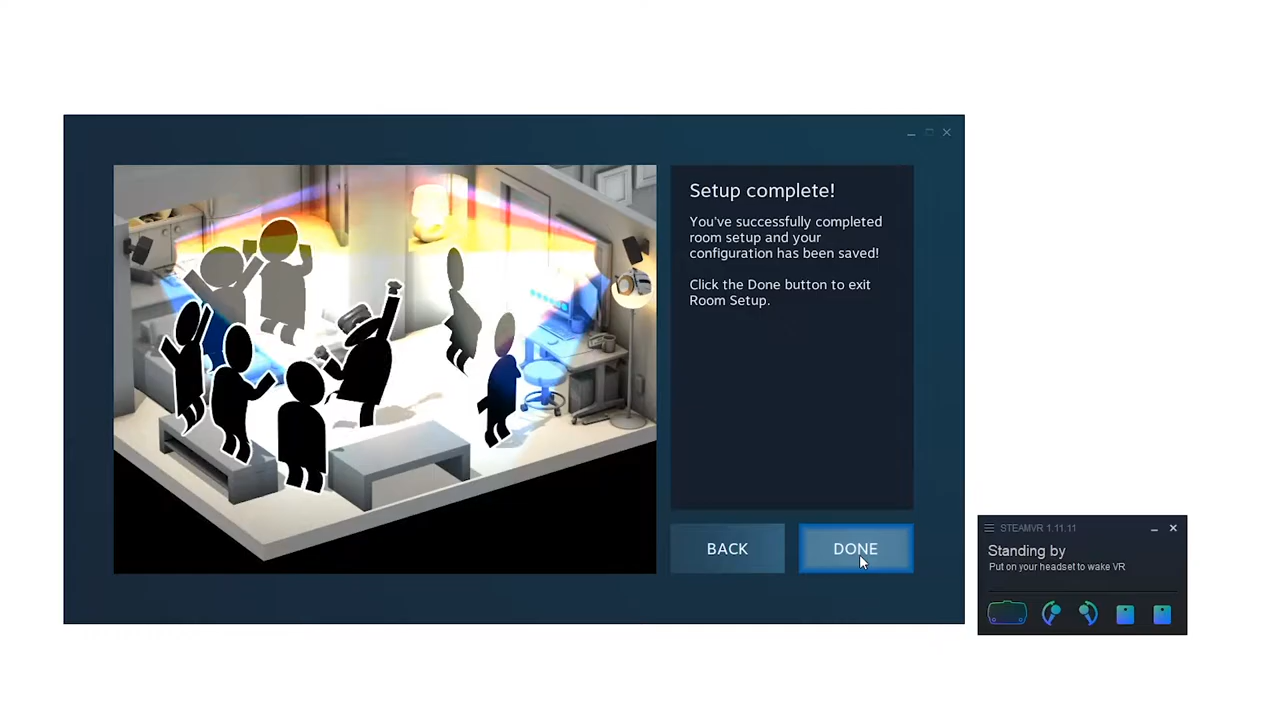 Setup complete!
You've successfully completed
room setup and your
configuration has been saved!
Click the Done button to exit
Room Setup.
BACK
DONE
STEAMVR 1.11.11
Standing by
Put on your headset to wake VR